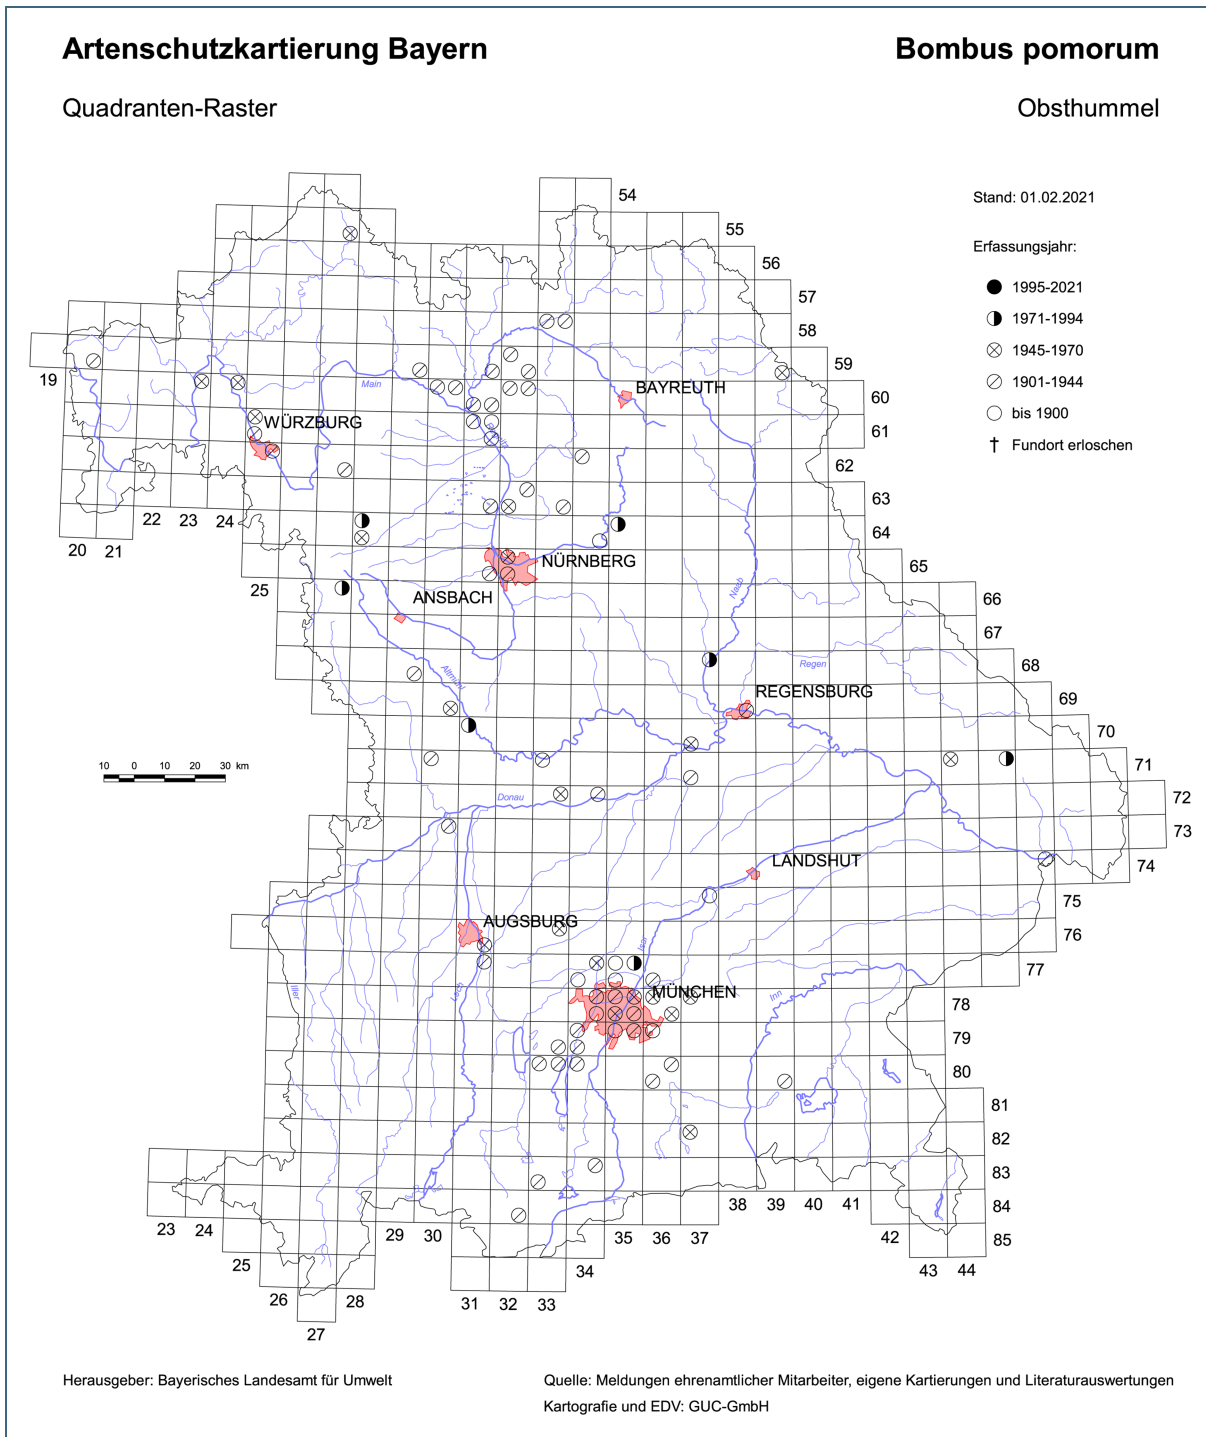 Artenschutzkartierung Bayern
Bombus pomorum
Quadranten-Raster
Obsthummel
Stand: 01.02.2021
Erfassungsjahr:
1995-2021
1971-1994
1945-1970
1901-1944
bis 1900
† Fundort erloschen
54
55
56
57
58
59
60
61
62
63
64
65
66
67
68
69
70
71
72
73
74
75
76
77
78
79
80
81
82
83
84
85
19
20
21
22
23
24
25
Main
WÜRZBURG
BAYREUTH
NÜRNBERG
ANSBACH
Naab
Regen
Altmühl
REGENSBURG
10 0 10 20 30 km
Donau
LANDSHUT
AUGSBURG
Isar
Iller
Lech
MÜNCHEN
Inn
23
24
25
26
27
28
29
30
31
32
33
34
35
36
37
38
39
40
41
42
43
44
Herausgeber: Bayerisches Landesamt für Umwelt
Quelle: Meldungen ehrenamtlicher Mitarbeiter, eigene Kartierungen und Literaturauswertungen
Kartografie und EDV: GUC-GmbH